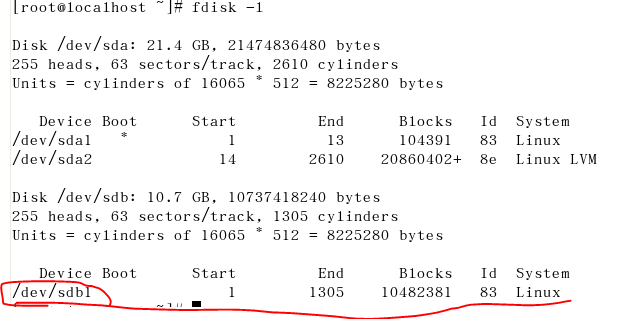 [root@localhost ~]# fdisk -l
Disk /dev/sda: 21.4 GB, 21474836480 bytes
255 heads, 63 sectors/track, 2610 cylinders
Units = cylinders of 16065 * 512 = 8225280 bytes
Device Boot Start End Blocks Id System
/dev/sda1 * 1 13 104391 83 Linux
/dev/sda2 14 2610 20860402+ 8e Linux LVM
Disk /dev/sdb: 10.7 GB, 10737418240 bytes
255 heads, 63 sectors/track, 1305 cylinders
Units = cylinders of 16065 * 512 = 8225280 bytes
Device Boot Start End Blocks Id System
/dev/sdb1 1 1305 10482381 83 Linux